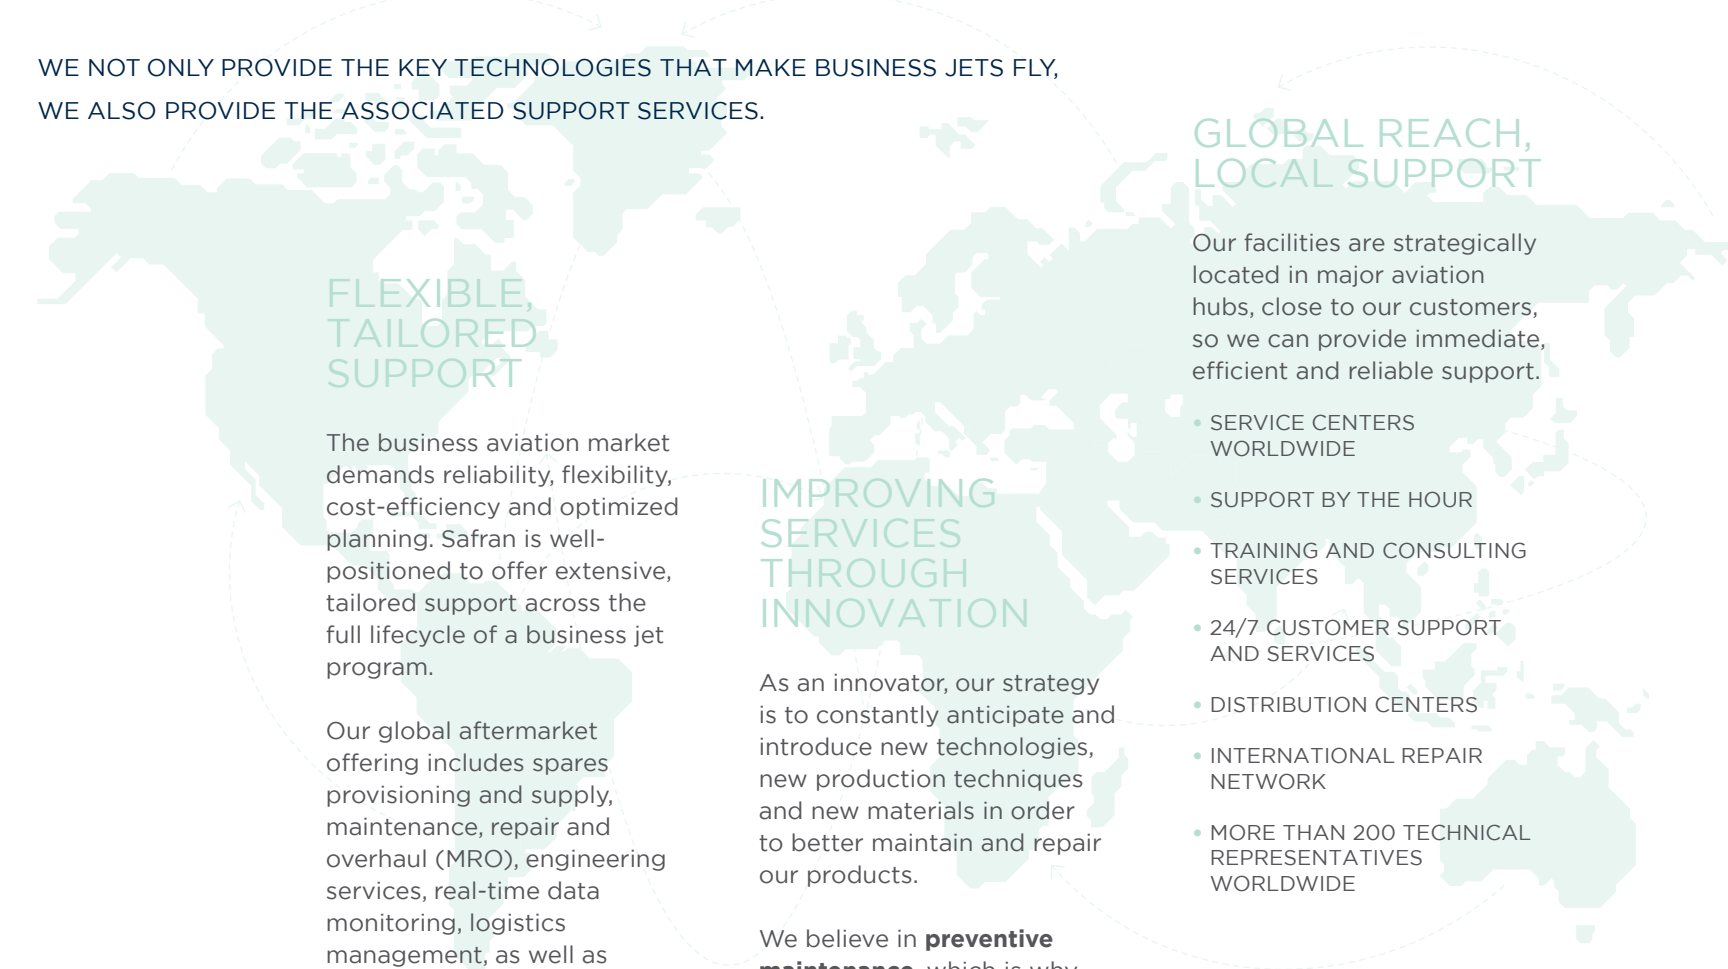 WE NOT ONLY PROVIDE THE KEY TECHNOLOGIES THAT MAKE BUSINESS JETS FLY,
WE ALSO PROVIDE THE ASSOCIATED SUPPORT SERVICES.
FLEXIBLE,
TAILORED
SUPPORT
The business aviation market
demands reliability, flexibility,
cost-efficiency and optimized
planning. Safran is well-
positioned to offer extensive,
tailored support across the
full lifecycle of a business jet
program.
Our global aftermarket
offering includes spares
provisioning and supply,
maintenance, repair and
overhaul (MRO), engineering
services, real-time data
monitoring, logistics
management, as well as
IMPROVING
SERVICES
THROUGH
INNOVATION
As an innovator, our strategy
is to constantly anticipate and
introduce new technologies,
new production techniques
and new materials in order
to better maintain and repair
our products.
We believe in preventive
maintenance, which is why
GLOBAL REACH,
LOCAL SUPPORT
Our facilities are strategically
located in major aviation
hubs, close to our customers,
so we can provide immediate,
efficient and reliable support.
• SERVICE CENTERS
WORLDWIDE
• SUPPORT BY THE HOUR
• TRAINING AND CONSULTING
SERVICES
• 24/7 CUSTOMER SUPPORT
AND SERVICES
• DISTRIBUTION CENTERS
• INTERNATIONAL REPAIR
NETWORK
• MORE THAN 200 TECHNICAL
REPRESENTATIVES
WORLDWIDE